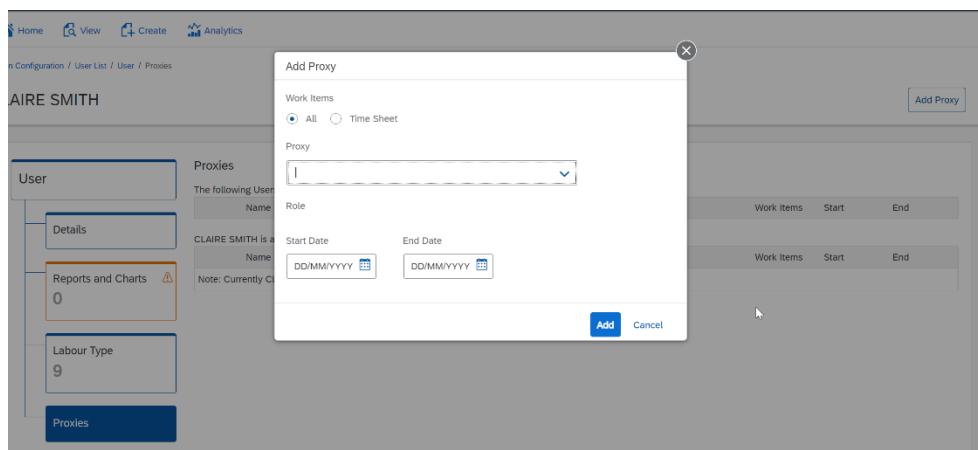 Home View Create Analytics
n Configuration / User List / User / Proxies
AIRE SMITH
Add Proxy
User
Details
Reports and Charts
0
Labour Type
9
Proxies
Proxies
The following User
Name Work Items Start End
CLAIRE SMITH is a
Name Work Items Start End
Note: Currently CL
Add Proxy
Work Items
All Time Sheet
Proxy
Role
Start Date End Date
DD/MM/YYYY DD/MM/YYYY
Add Cancel